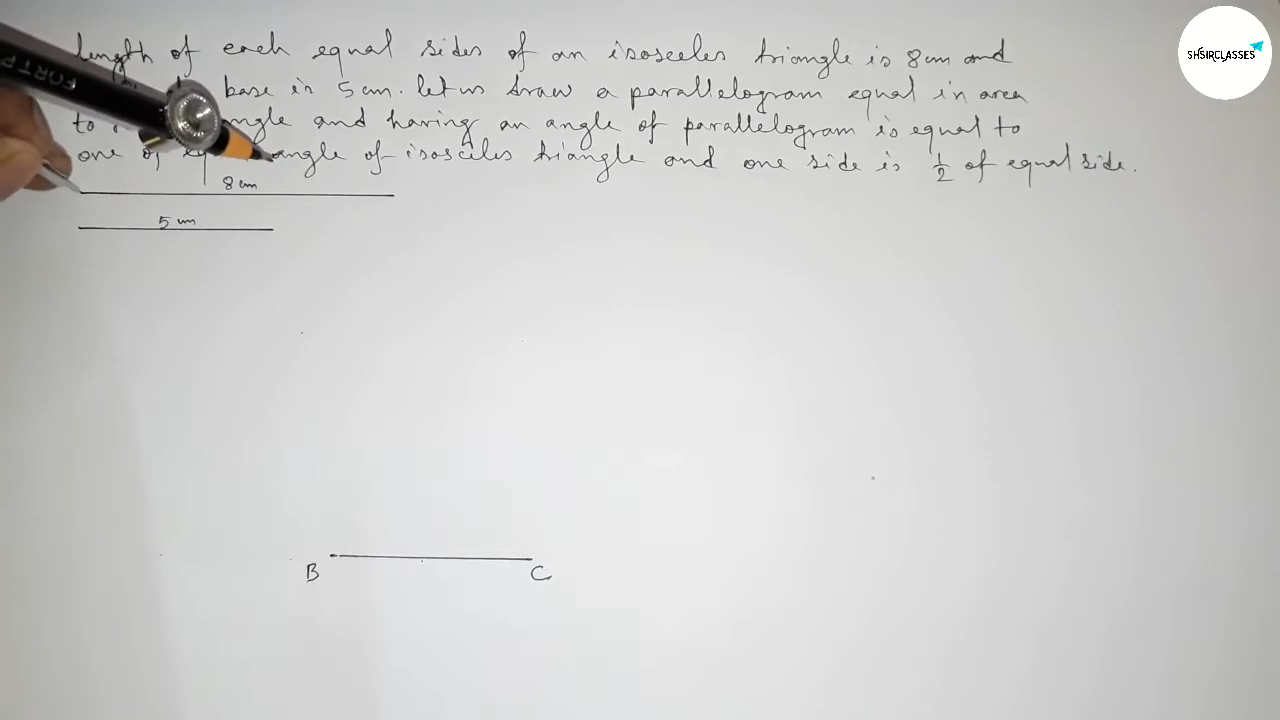 length of each equal sides of an isosceles triangle is 8cm and
base is 5cm. let us draw a parallelogram equal in area
to and having an angle of parallelogram is equal to
one of angle of isosceles triangle and one side is 1/2 of equal side.
8cm
5cm
B C
SHSIRCLASSES